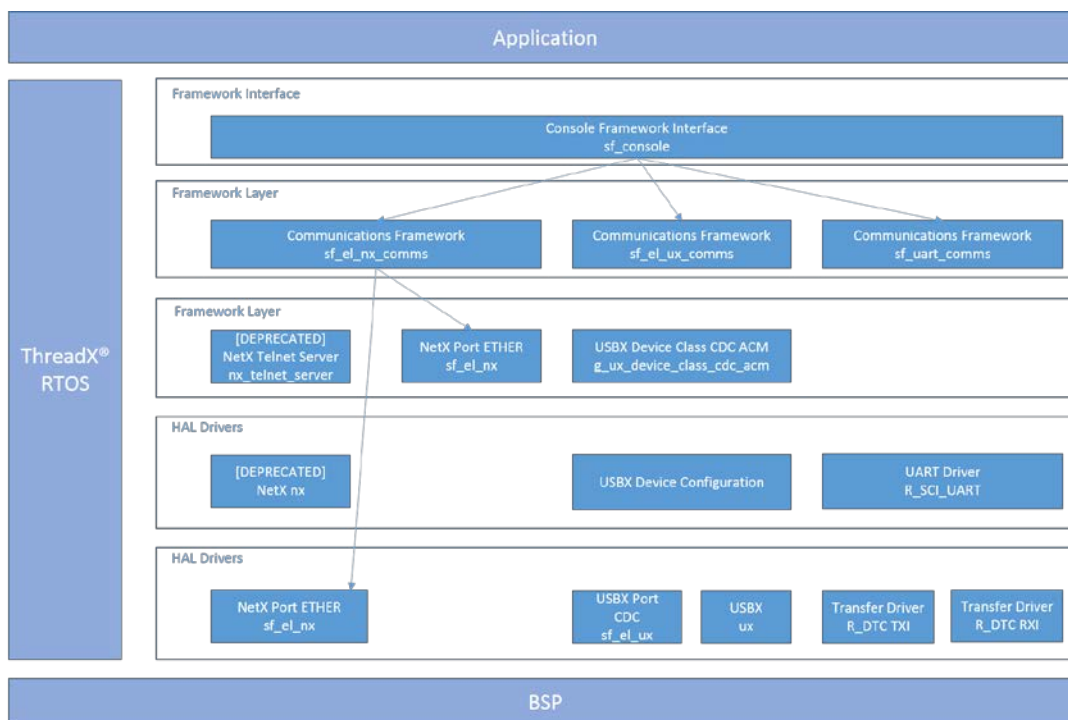 Application
ThreadX®
RTOS
Framework Interface
Console Framework Interface
sf_console
Framework Layer
Communications Framework
sf_el_nx_comms
Communications Framework
sf_el_ux_comms
Communications Framework
sf_uart_comms
Framework Layer
[DEPRECATED]
NetX Telnet Server
nx_telnet_server
NetX Port ETHER
sf_el_nx
USBX Device Class CDC ACM
g_ux_device_class_cdc_acm
HAL Drivers
[DEPRECATED]
NetX nx
USBX Device Configuration
UART Driver
R_SCI_UART
HAL Drivers
NetX Port ETHER
sf_el_nx
USBX Port
CDC
sf_el_ux
USBX
ux
Transfer Driver
R_DTC TXI
Transfer Driver
R_DTC RXI
BSP